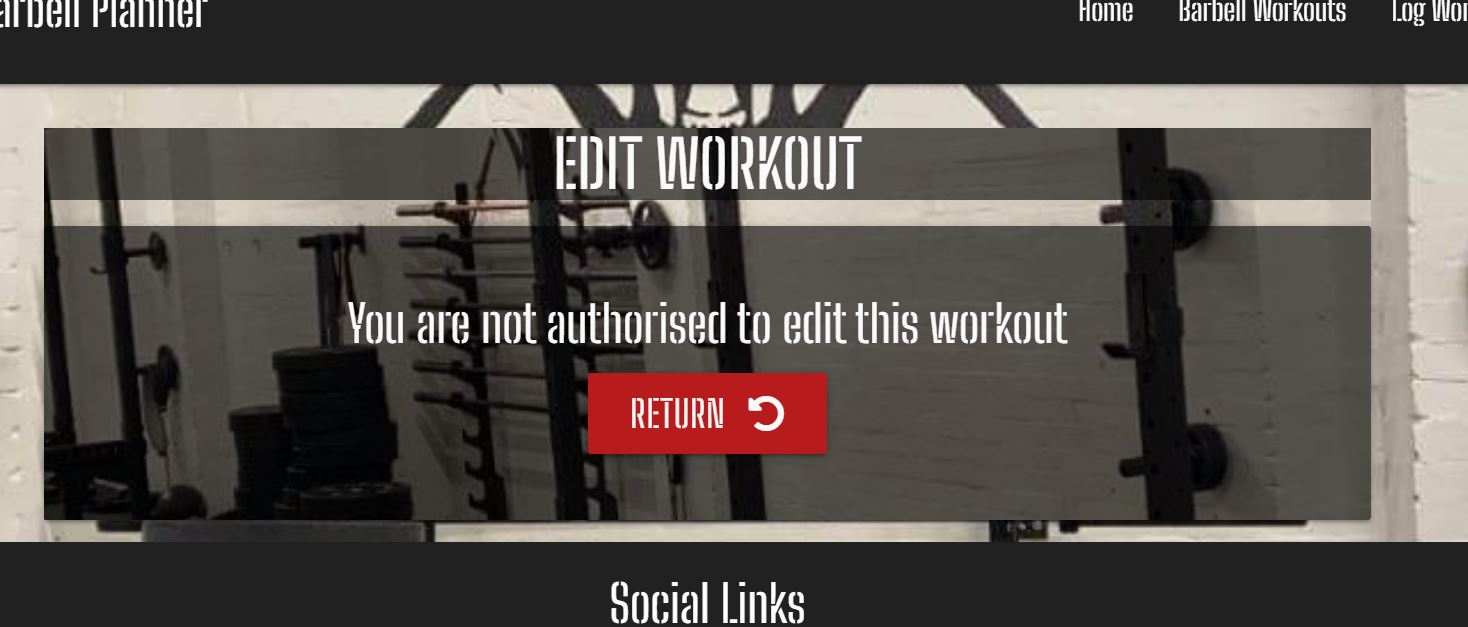 arbell Planner
Home Barbell Workouts Log Wor
EDIT WORKOUT
You are not authorised to edit this workout
RETURN
Social Links